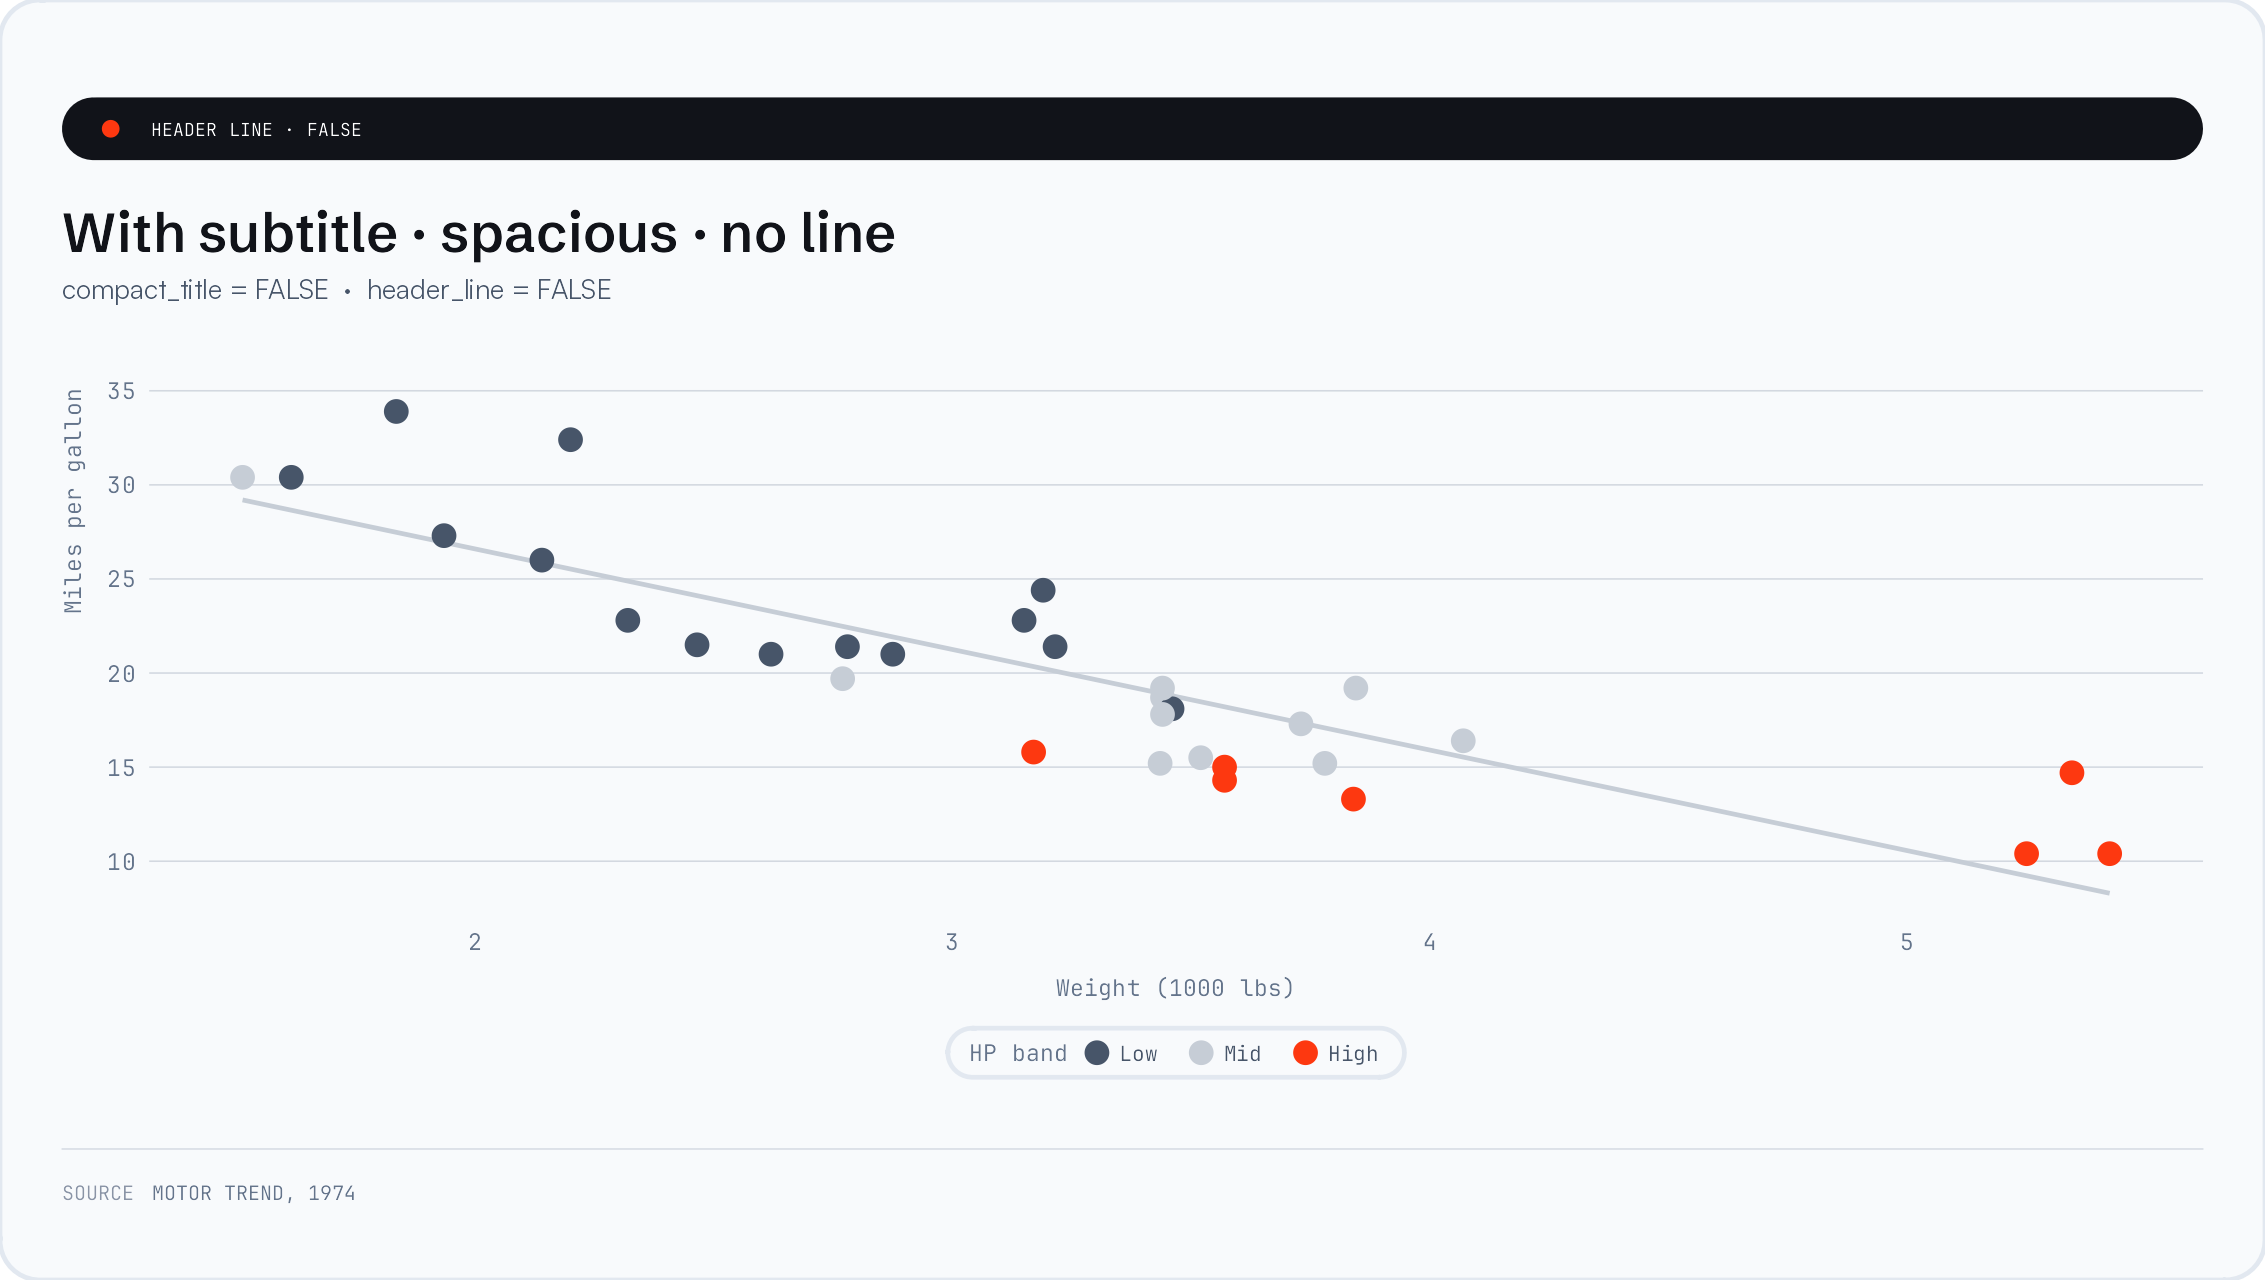 HEADER LINE · FALSE
With subtitle · spacious · no line
compact_title = FALSE · header_line = FALSE
Miles per gallon
35
30
25
20
15
10
2 3 4 5
Weight (1000 lbs)
HP band Low Mid High
SOURCE MOTOR TREND, 1974